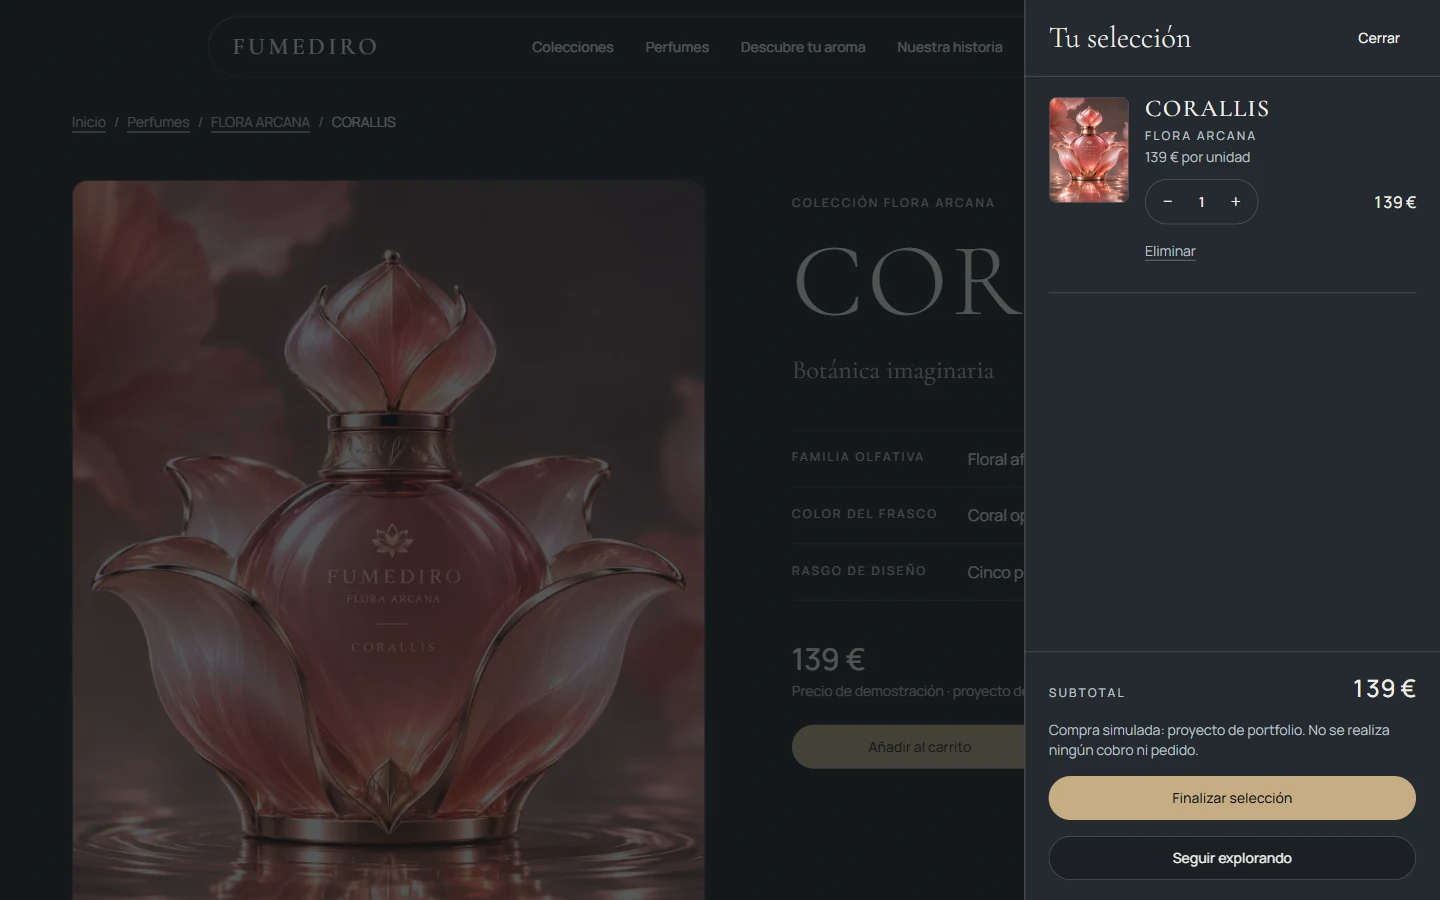 FUMEDIRO
Colecciones
Perfumes
Descubre tu aroma
Nuestra historia
Inicio / Perfumes / FLORA ARCANA / CORALLIS
FUMEDIRO
FLORA ARCANA
CORALLIS
COLECCIÓN FLORA ARCANA
COR
Botánica imaginaria
FAMILIA OLFATIVA
Floral
COLOR DEL FRASCO
Coral
RASGO DE DISEÑO
Cinco
139 €
Precio de demostración · proyecto
Añadir al carrito
Tu selección
Cerrar
CORALLIS
FLORA ARCANA
139 € por unidad
− 1 +
139 €
Eliminar
SUBTOTAL
139 €
Compra simulada: proyecto de portfolio. No se realiza
ningún cobro ni pedido.
Finalizar selección
Seguir explorando